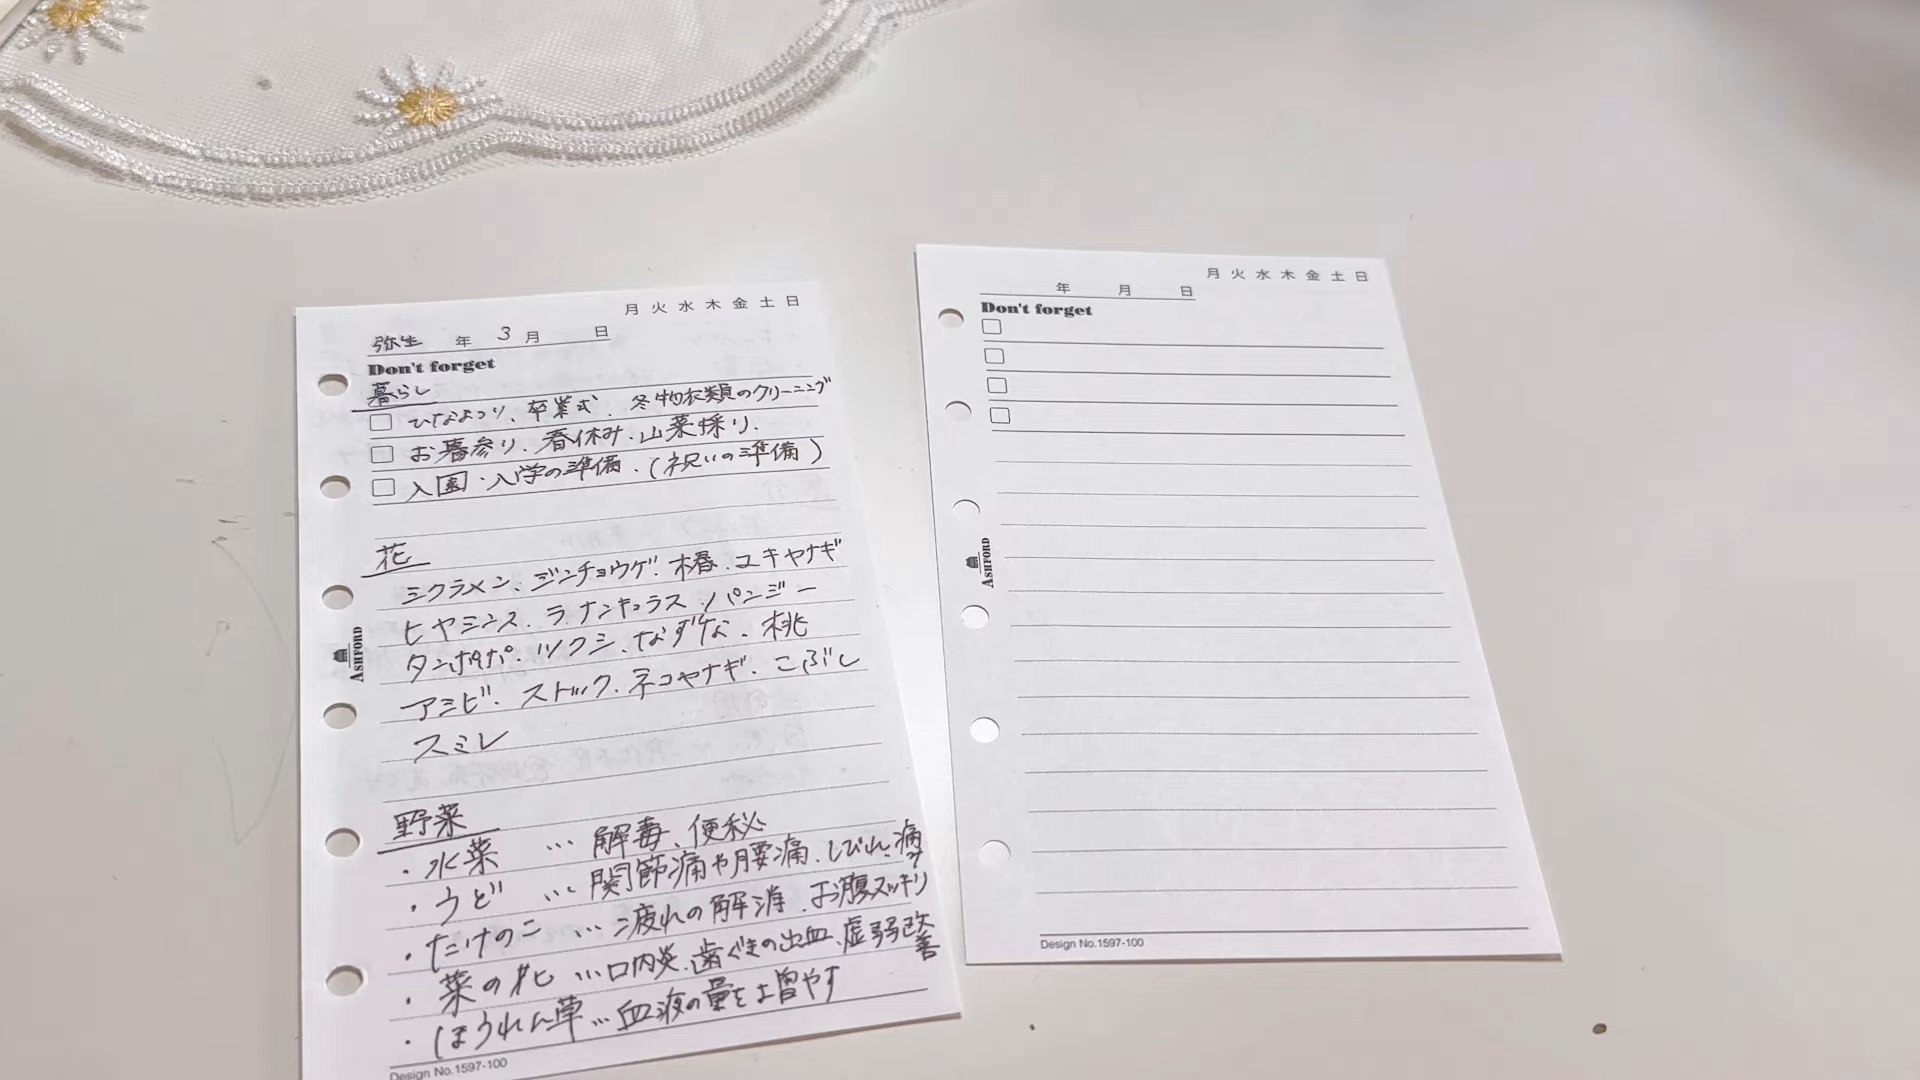 月 火 水 木 金 土 日
弥生 年 3 月 日
Don't forget
暮らし
ひなまつり、卒業式、冬物衣類のクリーニング
お墓参り、春休み・山菜採り.
入園・入学の準備・(祝いの準備)
花
シクラメン、ジンチョウゲ・椿・ユキヤナギ
ヒヤシンス、ラナンキュラス、パンジー
タンポポ・ツクシ、なずな、桃
アセビ・ストック・ネコヤナギ・こぶし
スミレ
野菜
・水菜 … 解毒、便秘
・うど … 関節痛や腰痛、しびれ、痛み
・たけのこ … 疲れの解消、お腹スッキリ
・菜の花 … 口内炎、歯ぐきの出血、虚弱改善
・ほうれん草 … 血液の量を増やす
ASHFORD
Design No.1597-100
月 火 水 木 金 土 日
年 月 日
Don't forget
ASHFORD
Design No.1597-100